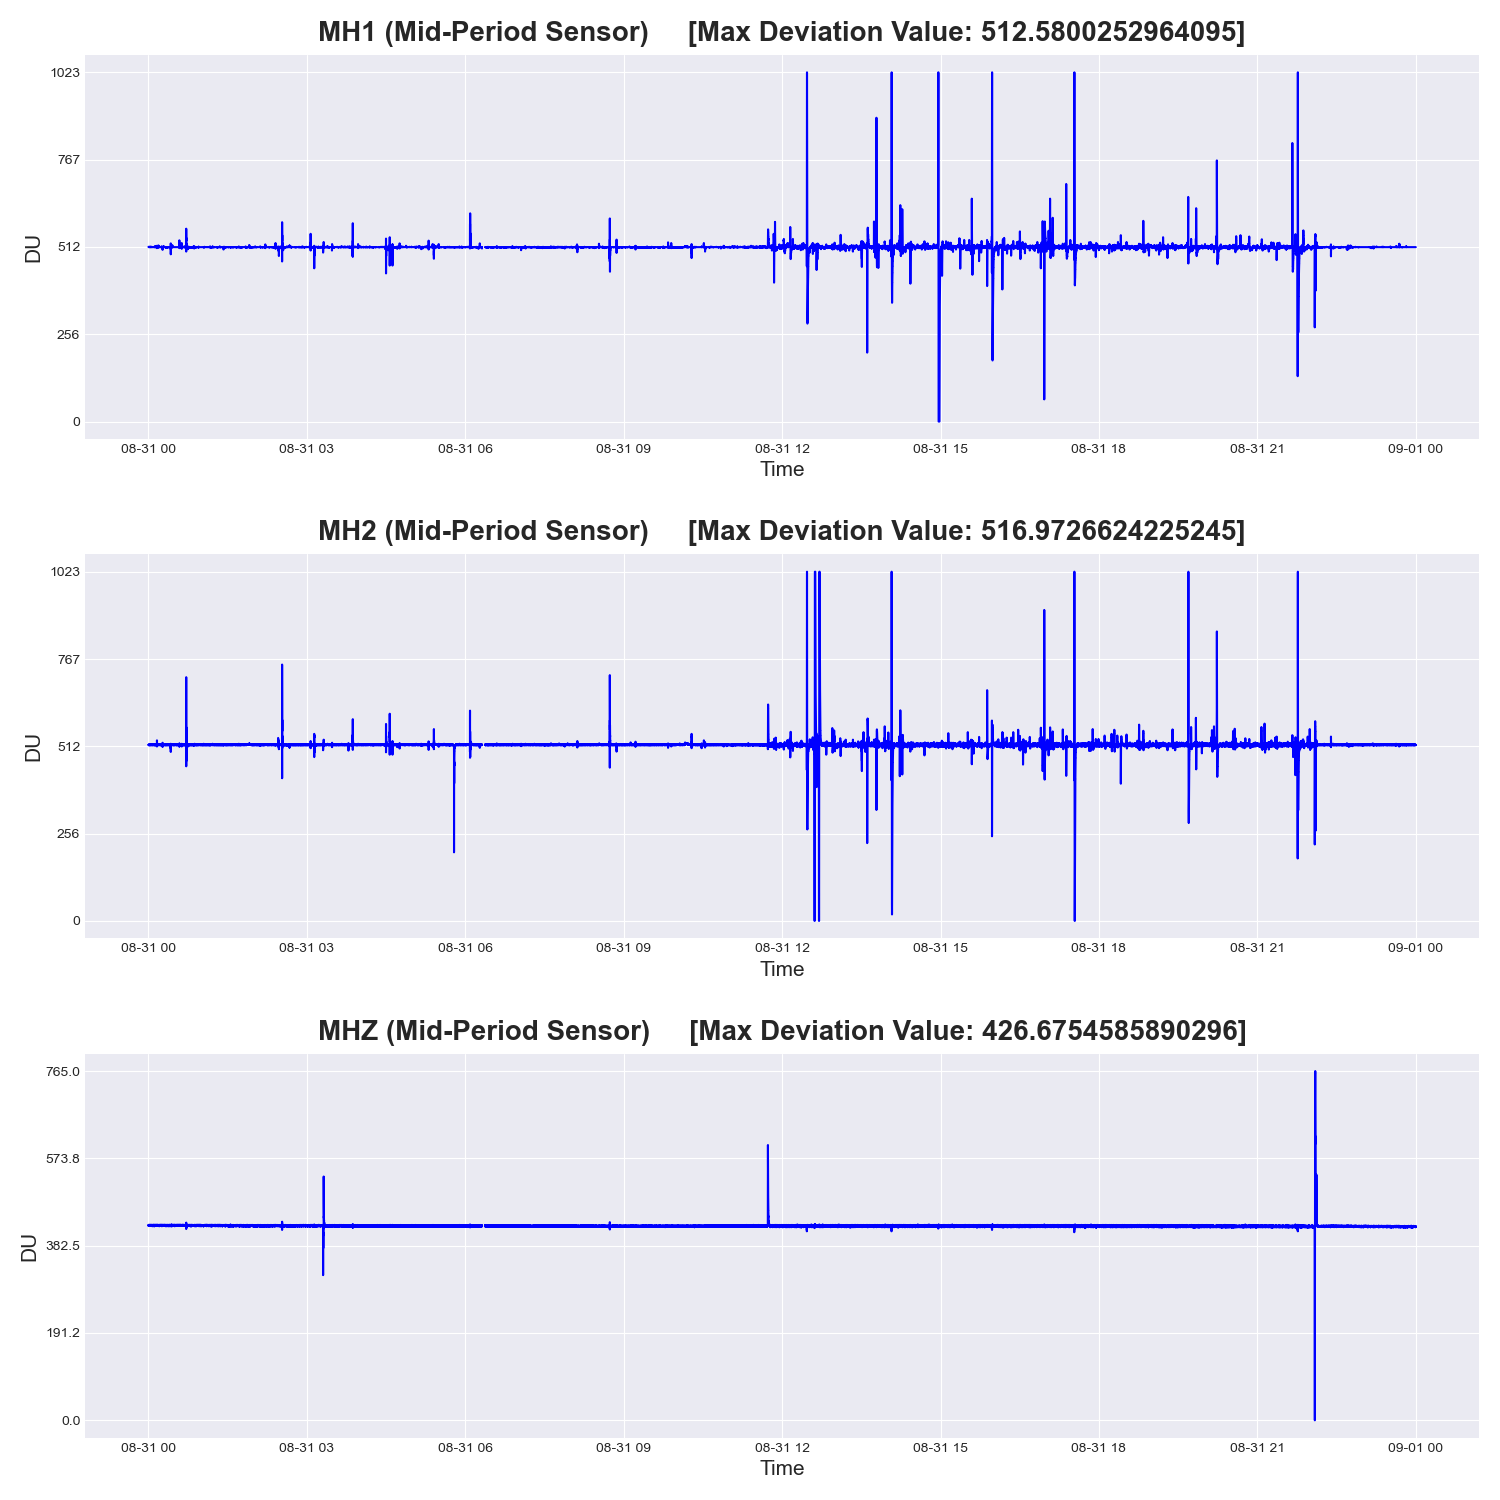 MH1 (Mid-Period Sensor) [Max Deviation Value: 512.5800252964095]
DU
1023
767
512
256
0
08-31 00 08-31 03 08-31 06 08-31 09 08-31 12 08-31 15 08-31 18 08-31 21 09-01 00
Time
MH2 (Mid-Period Sensor) [Max Deviation Value: 516.9726624225245]
DU
1023
767
512
256
0
08-31 00 08-31 03 08-31 06 08-31 09 08-31 12 08-31 15 08-31 18 08-31 21 09-01 00
Time
MHZ (Mid-Period Sensor) [Max Deviation Value: 426.6754585890296]
DU
765.0
573.8
382.5
191.2
0.0
08-31 00 08-31 03 08-31 06 08-31 09 08-31 12 08-31 15 08-31 18 08-31 21 09-01 00
Time